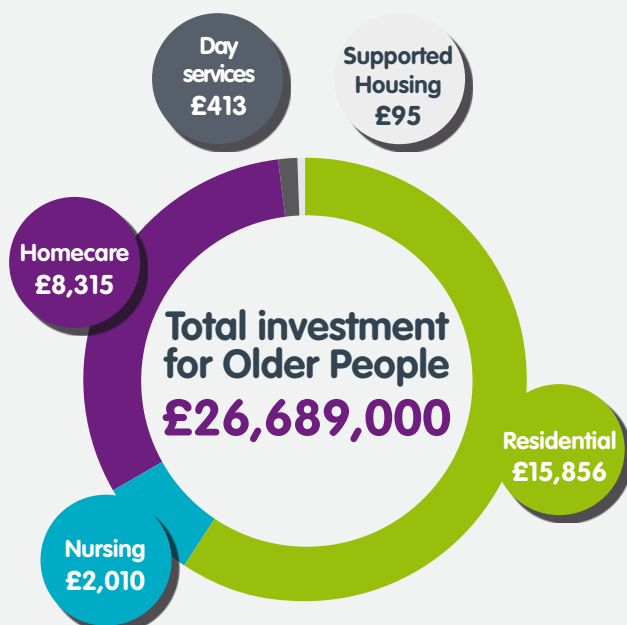 Day
services
£413
Supported
Housing
£95
Homecare
£8,315
Total investment
for Older People
£26,689,000
Residential
£15,856
Nursing
£2,010